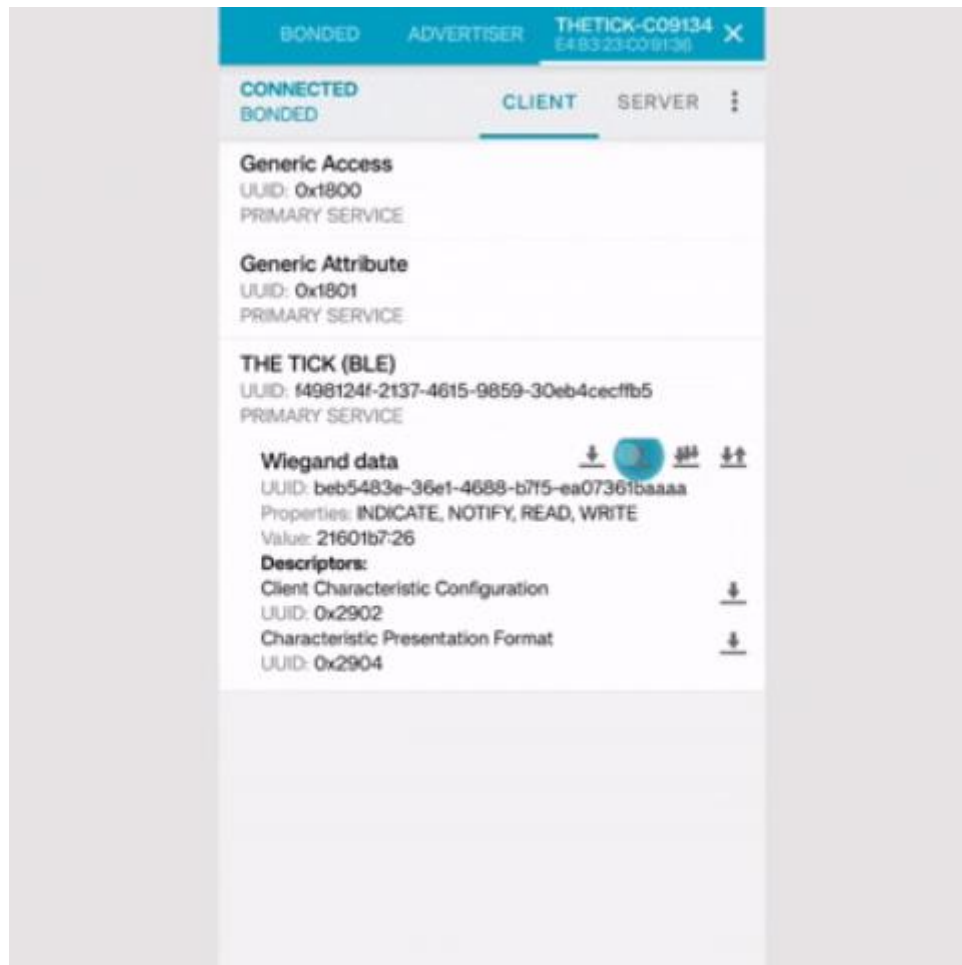 BONDED ADVERTISER THETICK-C09134
E4:B3:23:C0:91:36
CONNECTED
BONDED
CLIENT SERVER
Generic Access
UUID: 0x1800
PRIMARY SERVICE
Generic Attribute
UUID: 0x1801
PRIMARY SERVICE
THE TICK (BLE)
UUID: f498124f-2137-4615-9859-30eb4cecffb5
PRIMARY SERVICE
Wiegand data
UUID: beb5483e-36e1-4688-b7f5-ea07361baaaa
Properties: INDICATE, NOTIFY, READ, WRITE
Value: 21601b7:26
Descriptors:
Client Characteristic Configuration
UUID: 0x2902
Characteristic Presentation Format
UUID: 0x2904